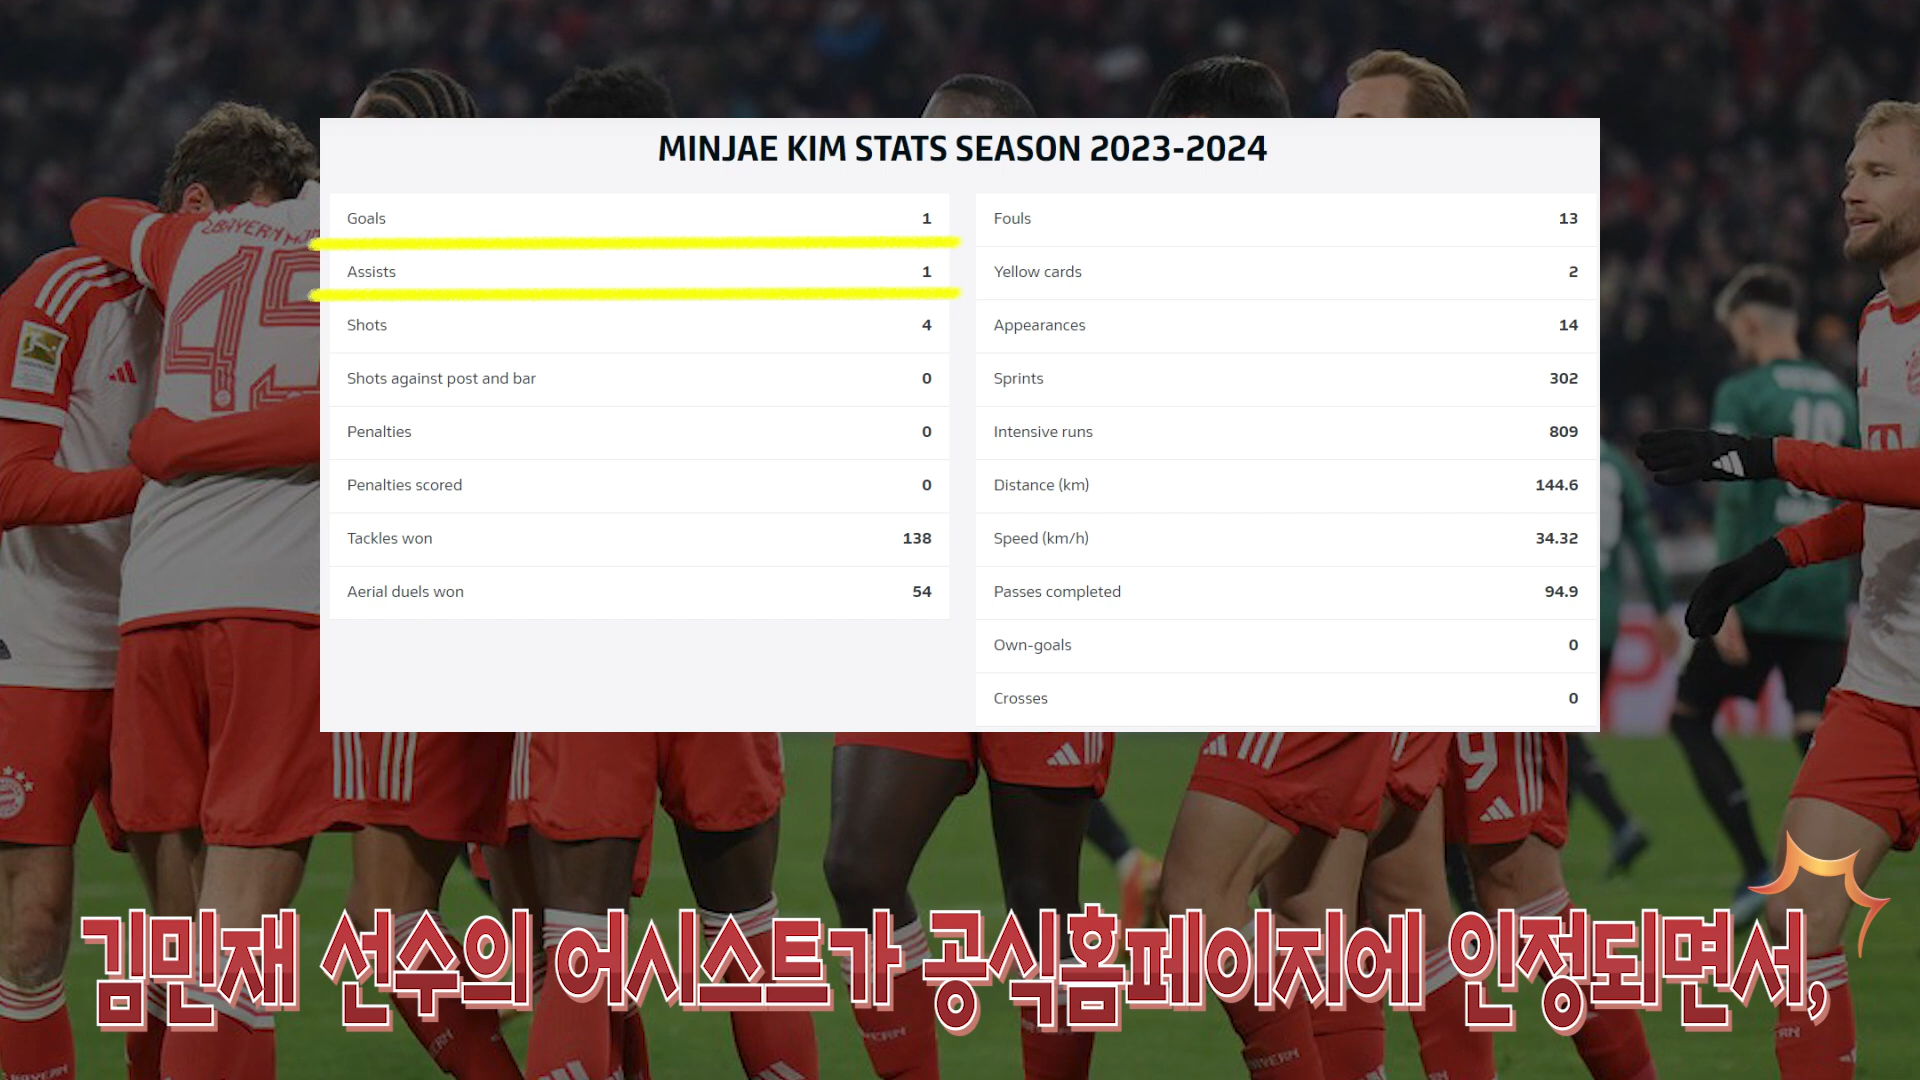 MINJAE KIM STATS SEASON 2023-2024
Goals 1
Assists 1
Shots 4
Shots against post and bar 0
Penalties 0
Penalties scored 0
Tackles won 138
Aerial duels won 54
Fouls 13
Yellow cards 2
Appearances 14
Sprints 302
Intensive runs 809
Distance (km) 144.6
Speed (km/h) 34.32
Passes completed 94.9
Own-goals 0
Crosses 0
45
9
김민재 선수의 어시스트가 공식홈페이지에 인정되면서,